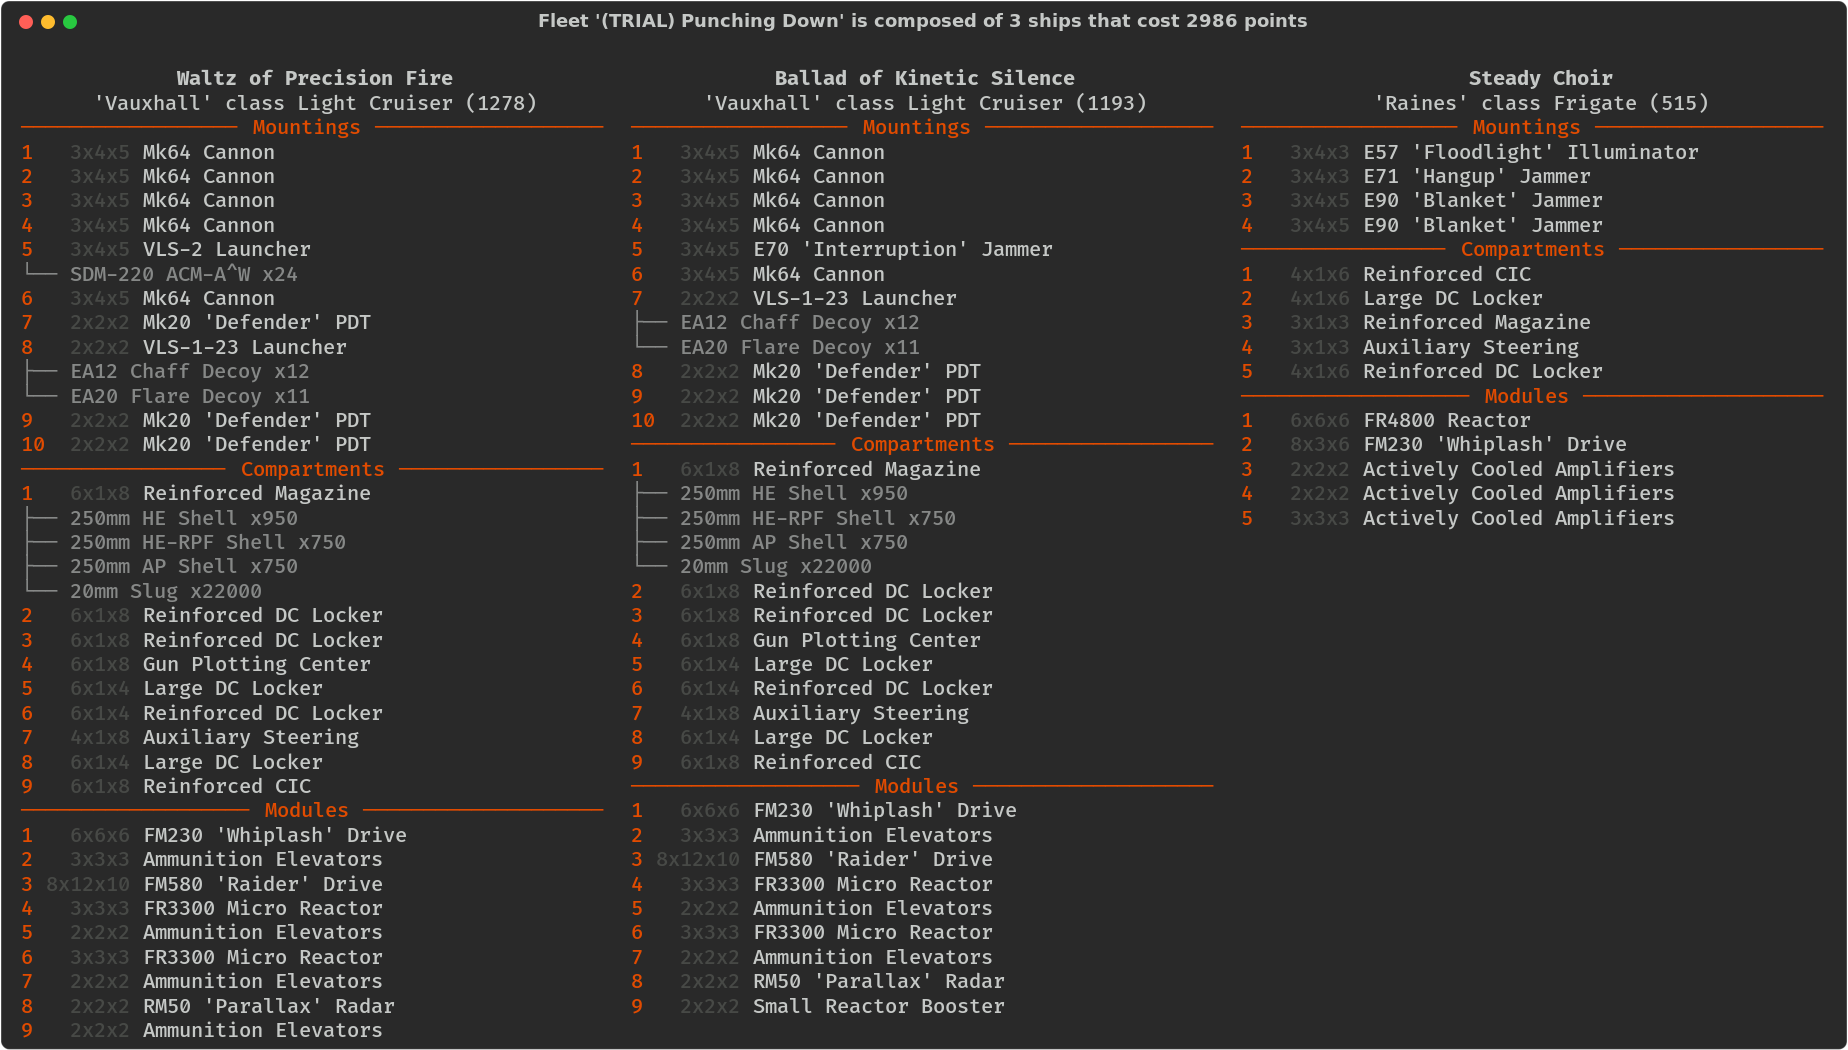 Fleet '(TRIAL) Punching Down' is composed of 3 ships that cost 2986 points
Waltz of Precision Fire
'Vauxhall' class Light Cruiser (1278)
Mountings
1 3x4x5 Mk64 Cannon
2 3x4x5 Mk64 Cannon
3 3x4x5 Mk64 Cannon
4 3x4x5 Mk64 Cannon
5 3x4x5 VLS-2 Launcher
SDM-220 ACM-A^W x24
6 3x4x5 Mk64 Cannon
7 2x2x2 Mk20 'Defender' PDT
8 2x2x2 VLS-1-23 Launcher
EA12 Chaff Decoy x12
EA20 Flare Decoy x11
9 2x2x2 Mk20 'Defender' PDT
10 2x2x2 Mk20 'Defender' PDT
Compartments
1 6x1x8 Reinforced Magazine
250mm HE Shell x950
250mm HE-RPF Shell x750
250mm AP Shell x750
20mm Slug x22000
2 6x1x8 Reinforced DC Locker
3 6x1x8 Reinforced DC Locker
4 6x1x8 Gun Plotting Center
5 6x1x4 Large DC Locker
6 6x1x4 Reinforced DC Locker
7 4x1x8 Auxiliary Steering
8 6x1x4 Large DC Locker
9 6x1x8 Reinforced CIC
Modules
1 6x6x6 FM230 'Whiplash' Drive
2 3x3x3 Ammunition Elevators
3 8x12x10 FM580 'Raider' Drive
4 3x3x3 FR3300 Micro Reactor
5 2x2x2 Ammunition Elevators
6 3x3x3 FR3300 Micro Reactor
7 2x2x2 Ammunition Elevators
8 2x2x2 RM50 'Parallax' Radar
9 2x2x2 Ammunition Elevators
Ballad of Kinetic Silence
'Vauxhall' class Light Cruiser (1193)
Mountings
1 3x4x5 Mk64 Cannon
2 3x4x5 Mk64 Cannon
3 3x4x5 Mk64 Cannon
4 3x4x5 Mk64 Cannon
5 3x4x5 E70 'Interruption' Jammer
6 3x4x5 Mk64 Cannon
7 2x2x2 VLS-1-23 Launcher
EA12 Chaff Decoy x12
EA20 Flare Decoy x11
8 2x2x2 Mk20 'Defender' PDT
9 2x2x2 Mk20 'Defender' PDT
10 2x2x2 Mk20 'Defender' PDT
Compartments
1 6x1x8 Reinforced Magazine
250mm HE Shell x950
250mm HE-RPF Shell x750
250mm AP Shell x750
20mm Slug x22000
2 6x1x8 Reinforced DC Locker
3 6x1x8 Reinforced DC Locker
4 6x1x8 Gun Plotting Center
5 6x1x4 Large DC Locker
6 6x1x4 Reinforced DC Locker
7 4x1x8 Auxiliary Steering
8 6x1x4 Large DC Locker
9 6x1x8 Reinforced CIC
Modules
1 6x6x6 FM230 'Whiplash' Drive
2 3x3x3 Ammunition Elevators
3 8x12x10 FM580 'Raider' Drive
4 3x3x3 FR3300 Micro Reactor
5 2x2x2 Ammunition Elevators
6 3x3x3 FR3300 Micro Reactor
7 2x2x2 Ammunition Elevators
8 2x2x2 RM50 'Parallax' Radar
9 2x2x2 Small Reactor Booster
Steady Choir
'Raines' class Frigate (515)
Mountings
1 3x4x3 E57 'Floodlight' Illuminator
2 3x4x3 E71 'Hangup' Jammer
3 3x4x5 E90 'Blanket' Jammer
4 3x4x5 E90 'Blanket' Jammer
Compartments
1 4x1x6 Reinforced CIC
2 4x1x6 Large DC Locker
3 3x1x3 Reinforced Magazine
4 3x1x3 Auxiliary Steering
5 4x1x6 Reinforced DC Locker
Modules
1 6x6x6 FR4800 Reactor
2 8x3x6 FM230 'Whiplash' Drive
3 2x2x2 Actively Cooled Amplifiers
4 2x2x2 Actively Cooled Amplifiers
5 3x3x3 Actively Cooled Amplifiers